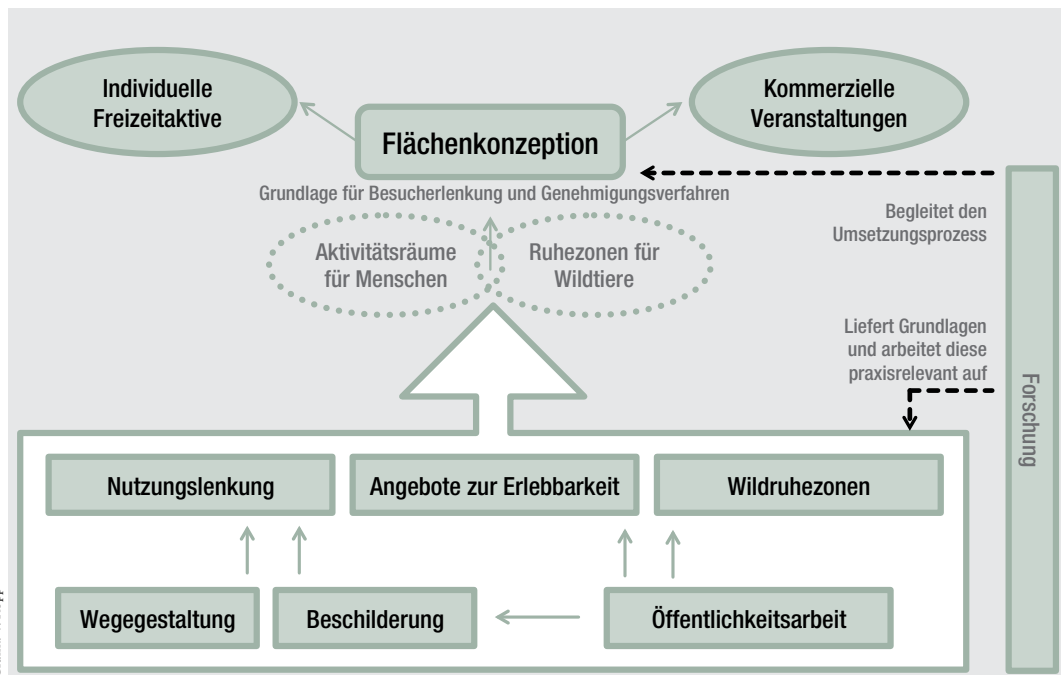 Individuelle
Freizeitaktive
Kommerzielle
Veranstaltungen
Flächenkonzeption
Grundlage für Besucherlenkung und Genehmigungsverfahren
Aktivitätsräume
für Menschen
Ruhezonen für
Wildtiere
Begleitet den
Umsetzungsprozess
Liefert Grundlagen
und arbeitet diese
praxisrelevant auf
Forschung
Nutzungslenkung
Angebote zur Erlebbarkeit
Wildruhezonen
Wegegestaltung
Beschilderung
Öffentlichkeitsarbeit